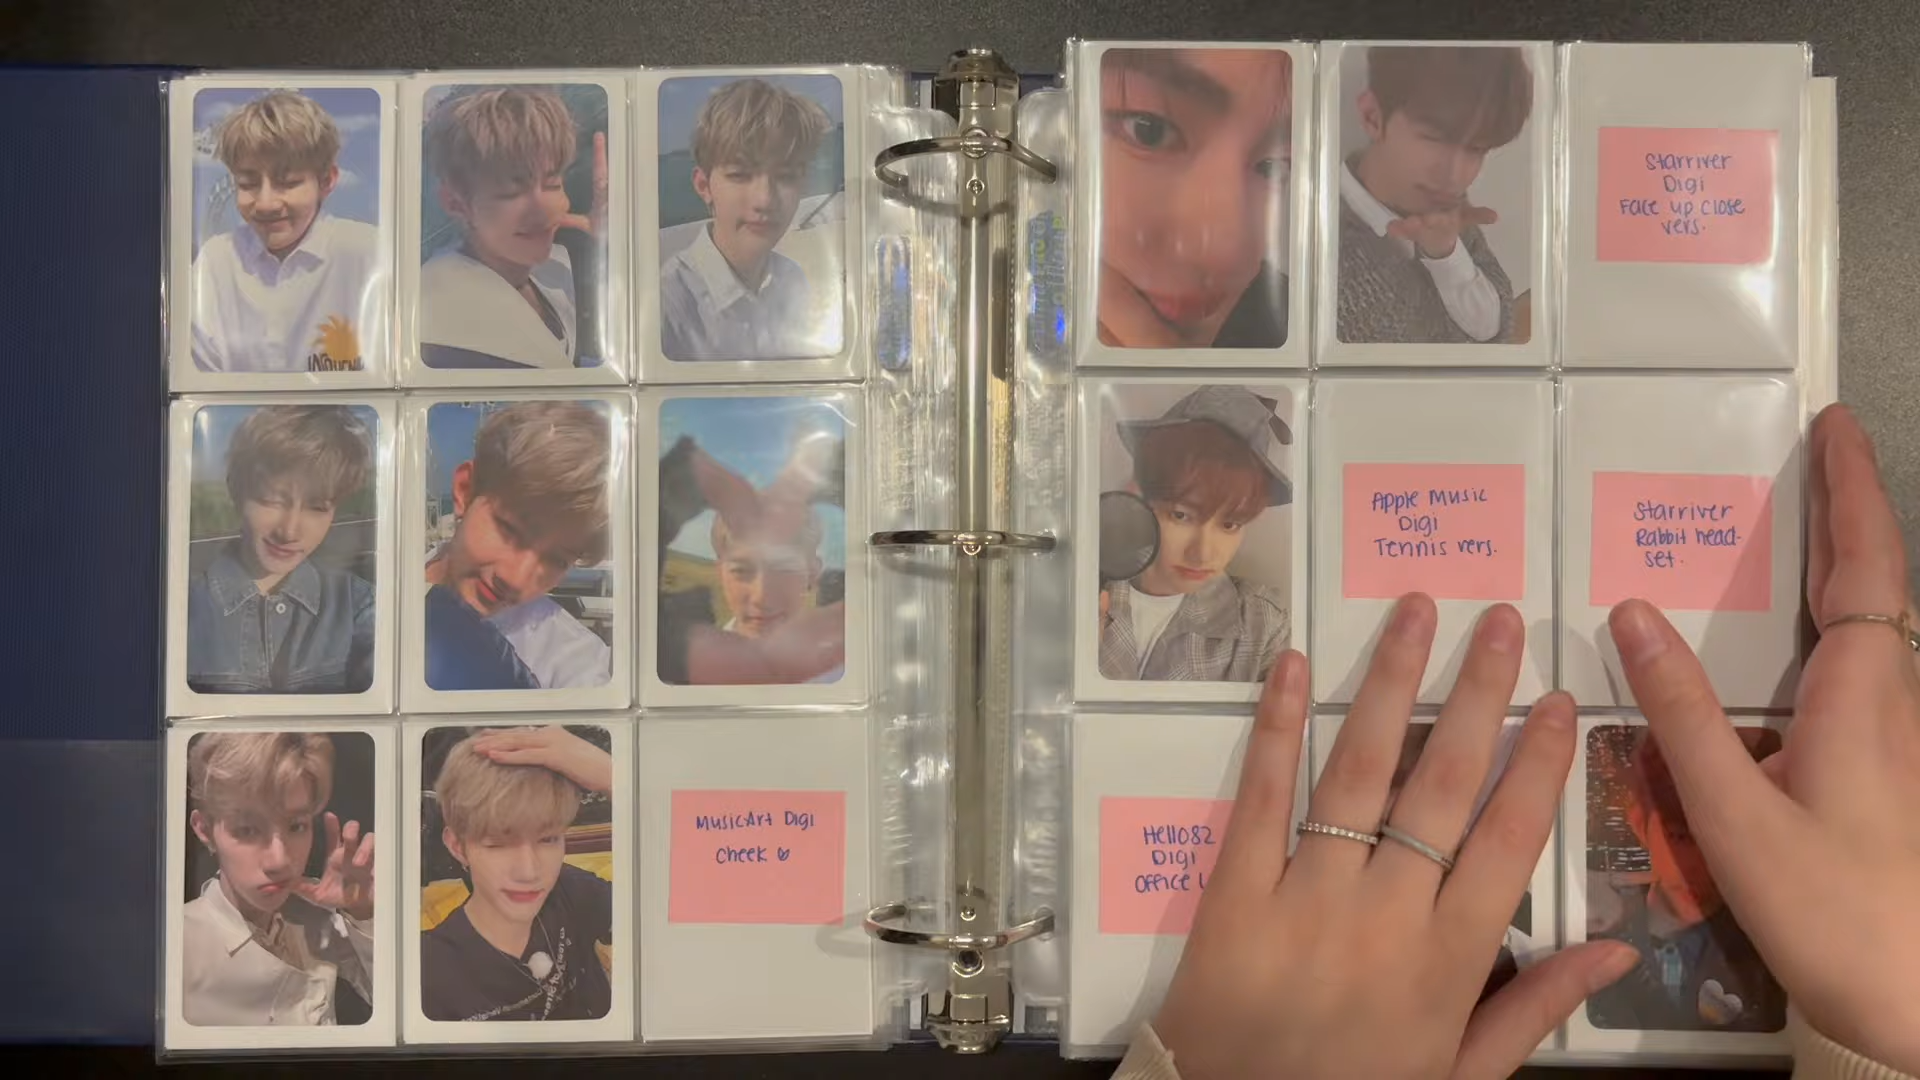 Starriver
Digi
Face up close
vers.
Apple Music
Digi
Tennis vers.
Starriver
Rabbit head-
set.
MusicArt Digi
cheek
Hello82
Digi
Office